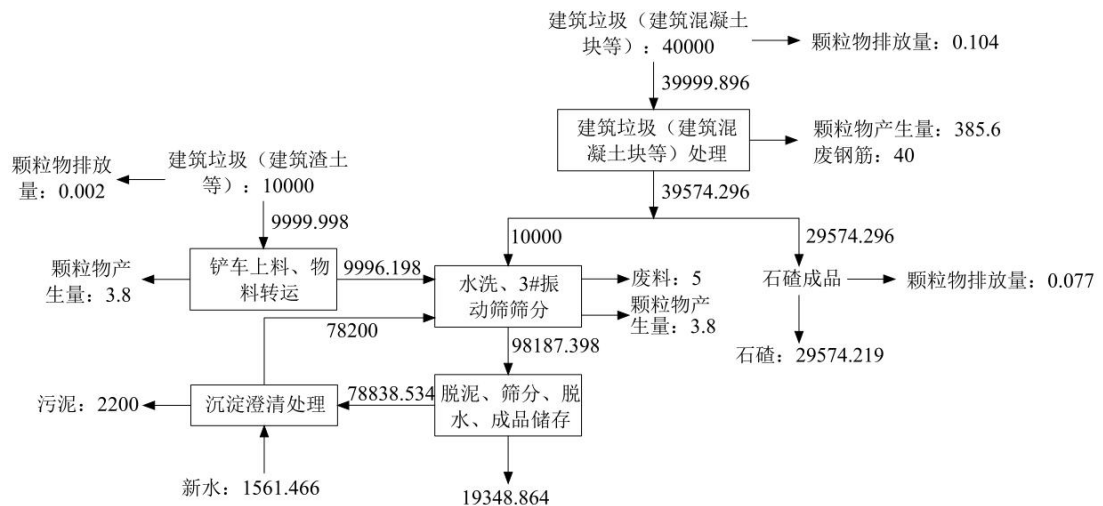 建筑垃圾（建筑混凝土
块等）：40000
颗粒物排放量：0.104
39999.896
建筑垃圾（建筑混
凝土块等）处理
颗粒物产生量：385.6
废钢筋：40
颗粒物排放
量：0.002
建筑垃圾（建筑渣土
等）：10000
39574.296
9999.998
10000
29574.296
颗粒物产
生量：3.8
铲车上料、物
料转运
9996.198
水洗、3#振
动筛筛分
废料：5
颗粒物产
生量：3.8
石碴成品
颗粒物排放量：0.077
78200
98187.398
石碴：29574.219
污泥：2200
沉淀澄清处理
78838.534
脱泥、筛分、脱
水、成品储存
新水：1561.466
19348.864